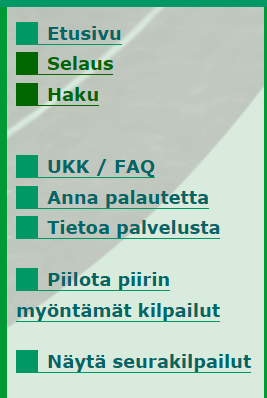 Etusivu
Selaus
Haku
UKK / FAQ
Anna palautetta
Tietoa palvelusta
Piilota piirin
myöntämät kilpailut
Näytä seurakilpailut